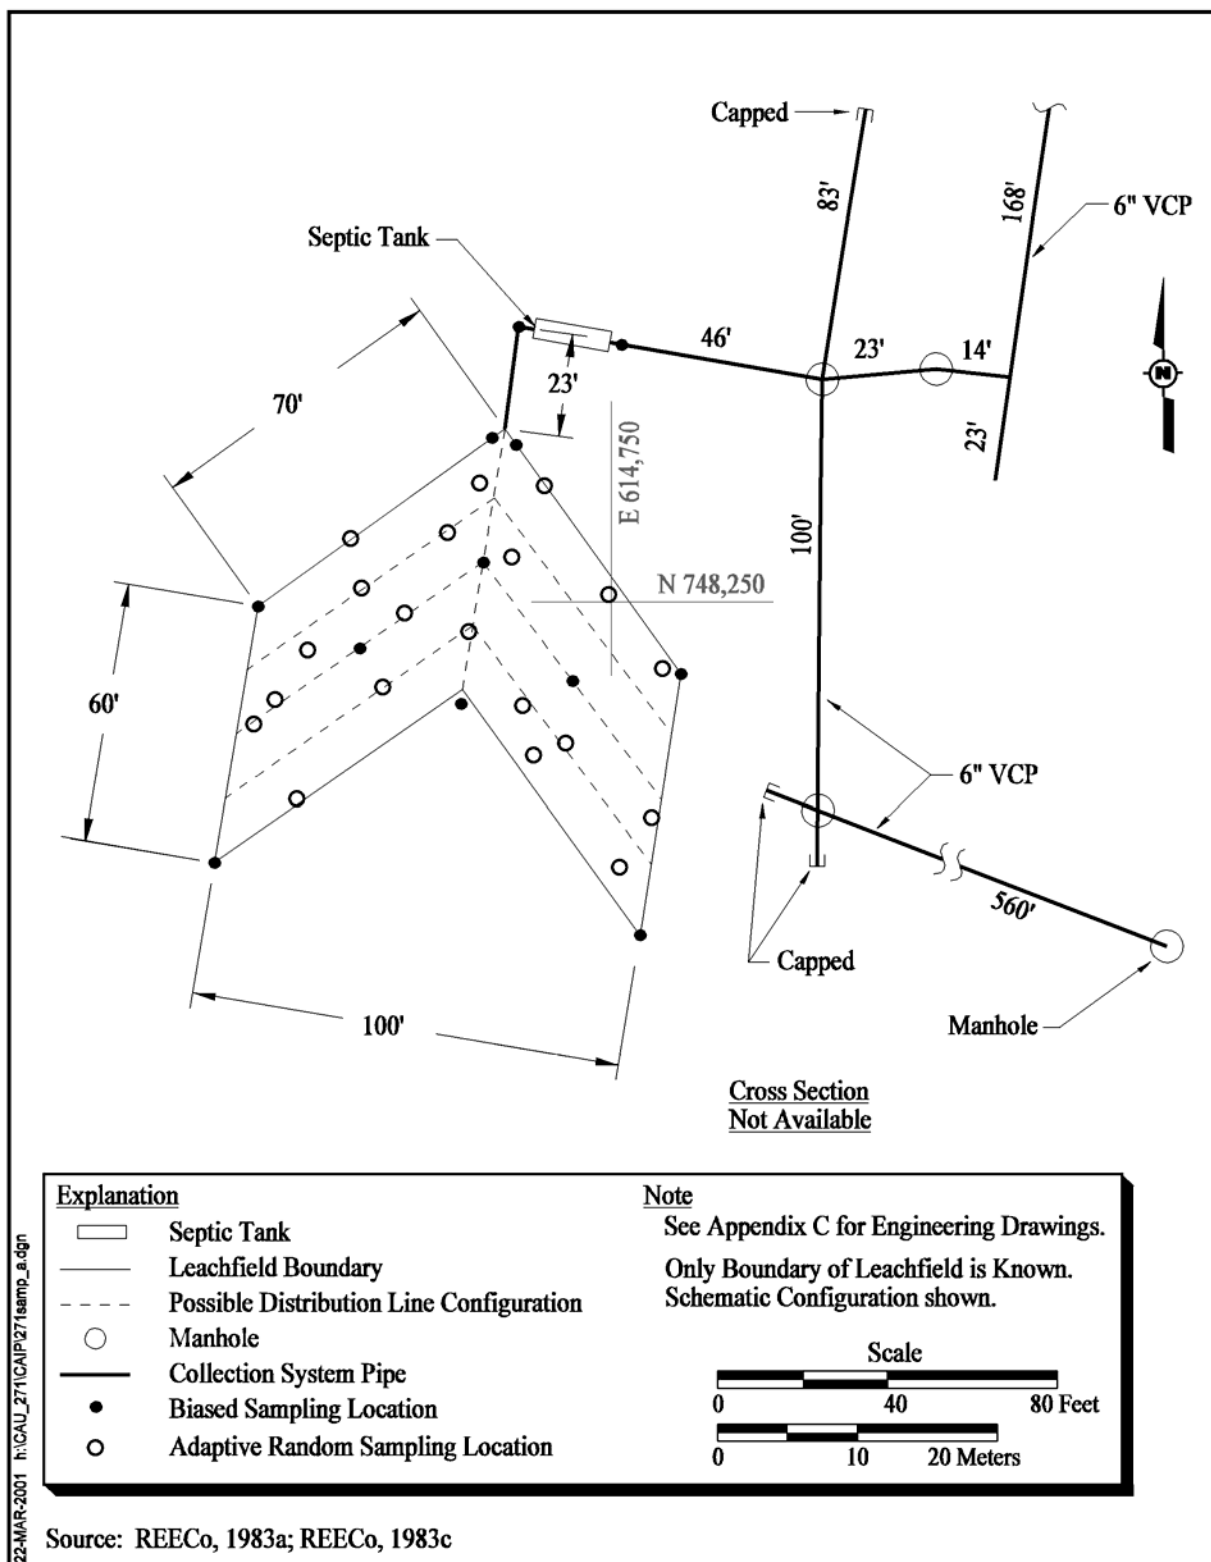 Capped
83'
168'
6" VCP
Septic Tank
46'
23'
14'
N
70'
23'
23'
E 614,750
100'
N 748,250
60'
6" VCP
560'
Capped
100'
Manhole
Cross Section
Not Available
Explanation
Septic Tank
Leachfield Boundary
Possible Distribution Line Configuration
Manhole
Collection System Pipe
Biased Sampling Location
Adaptive Random Sampling Location
Note
See Appendix C for Engineering Drawings.
Only Boundary of Leachfield is Known.
Schematic Configuration shown.
Scale
0 40 80 Feet
0 10 20 Meters
22-MAR-2001 h:\CAU_271\CAIP\271samp_a.dgn
Source: REECo, 1983a; REECo, 1983c